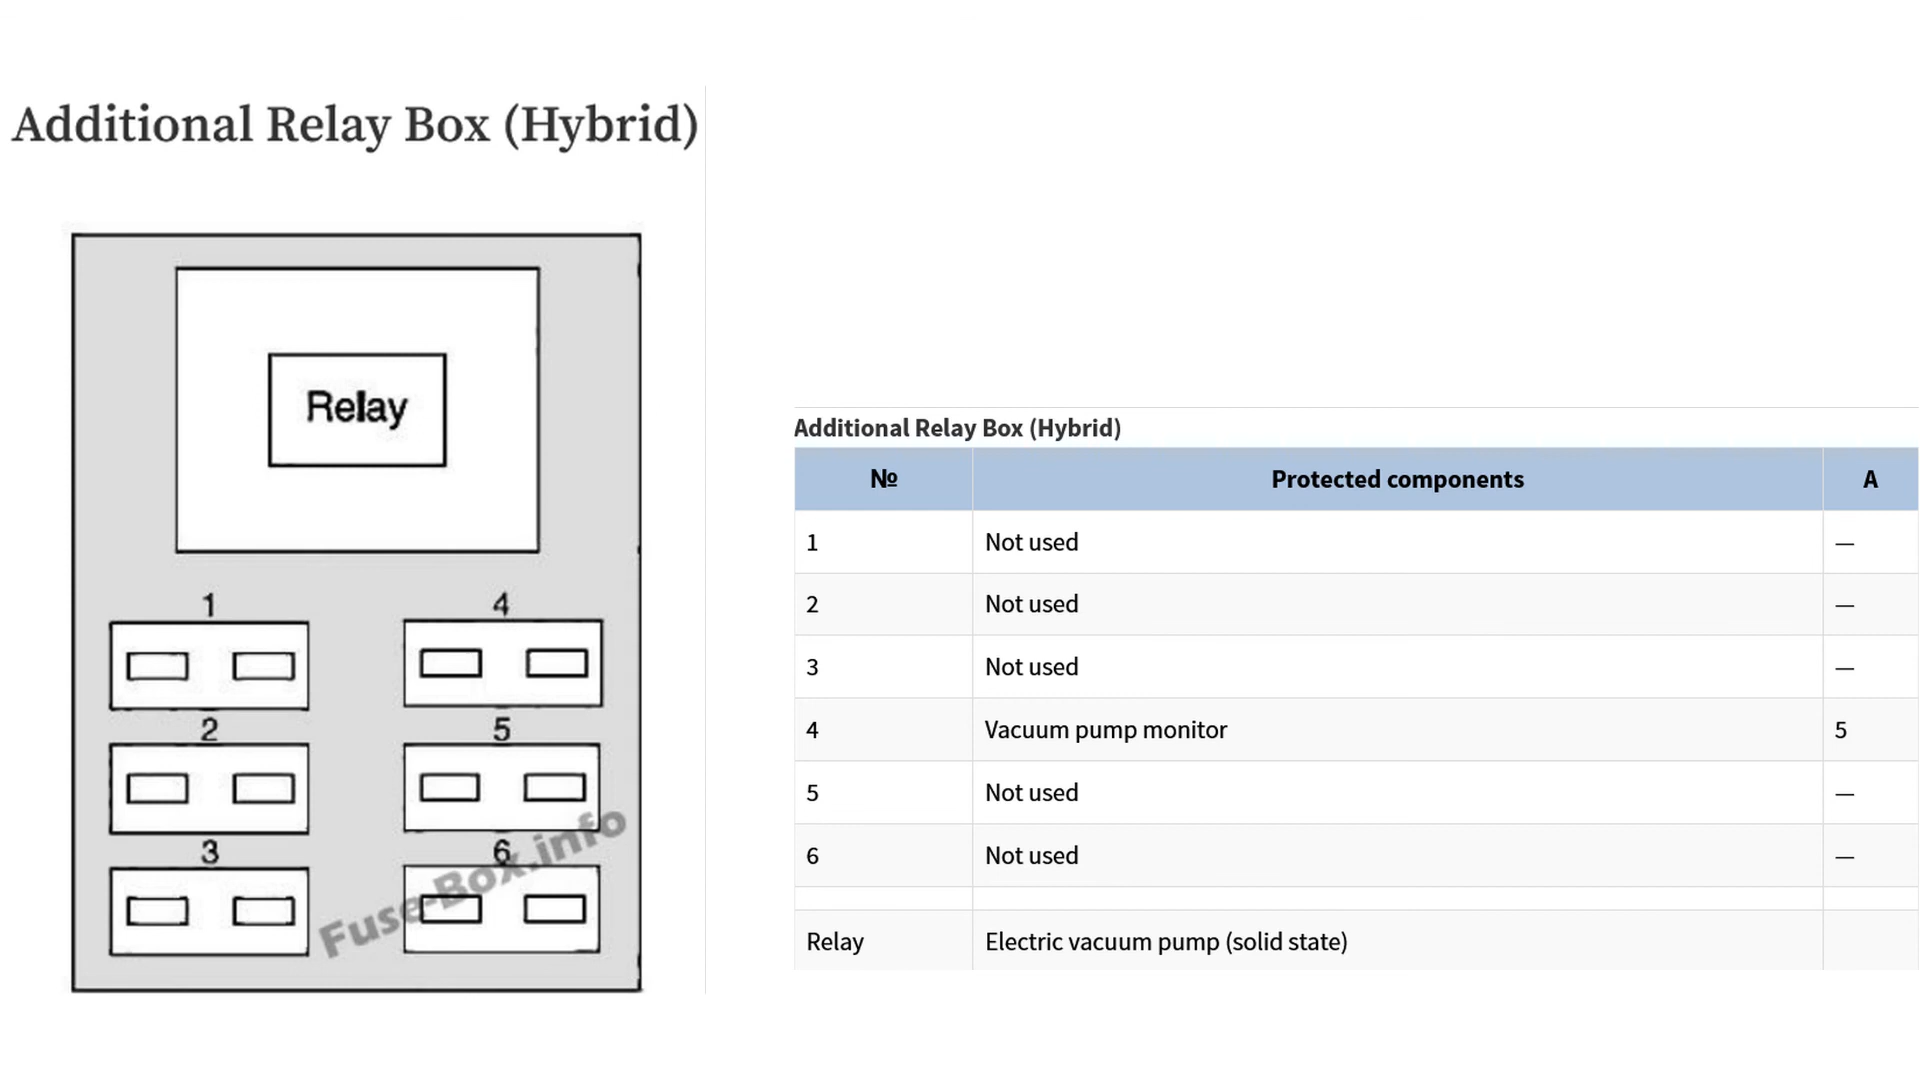 Additional Relay Box (Hybrid)
Relay
1
4
2
5
3
6
Fuse-Box.info
Additional Relay Box (Hybrid)
№ Protected components A
1 Not used —
2 Not used —
3 Not used —
4 Vacuum pump monitor 5
5 Not used —
6 Not used —
Relay Electric vacuum pump (solid state)